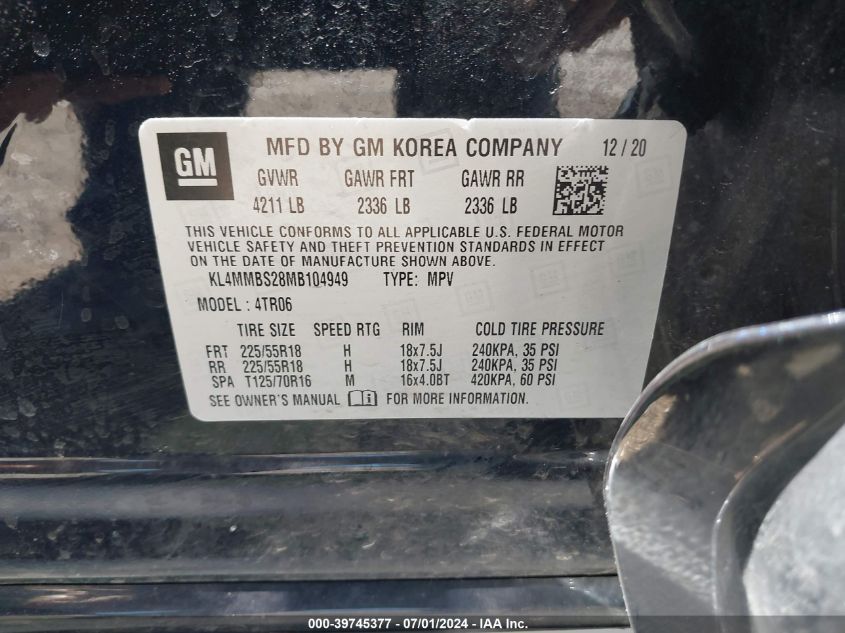 GM MFD BY GM KOREA COMPANY 12/20
GVWR GAWR FRT GAWR RR
4211 LB 2336 LB 2336 LB
THIS VEHICLE CONFORMS TO ALL APPLICABLE U.S. FEDERAL MOTOR
VEHICLE SAFETY AND THEFT PREVENTION STANDARDS IN EFFECT
ON THE DATE OF MANUFACTURE SHOWN ABOVE.
KL4MMBS28MB104949 TYPE: MPV
MODEL: 4TR06
TIRE SIZE SPEED RTG RIM COLD TIRE PRESSURE
FRT 225/55R18 H 18x7.5J 240KPA, 35 PSI
RR 225/55R18 H 18x7.5J 240KPA, 35 PSI
SPA T125/70R16 M 16x4.0BT 420KPA, 60 PSI
SEE OWNER'S MANUAL i FOR MORE INFORMATION.
000-39745377 - 07/01/2024 - IAAI Inc.